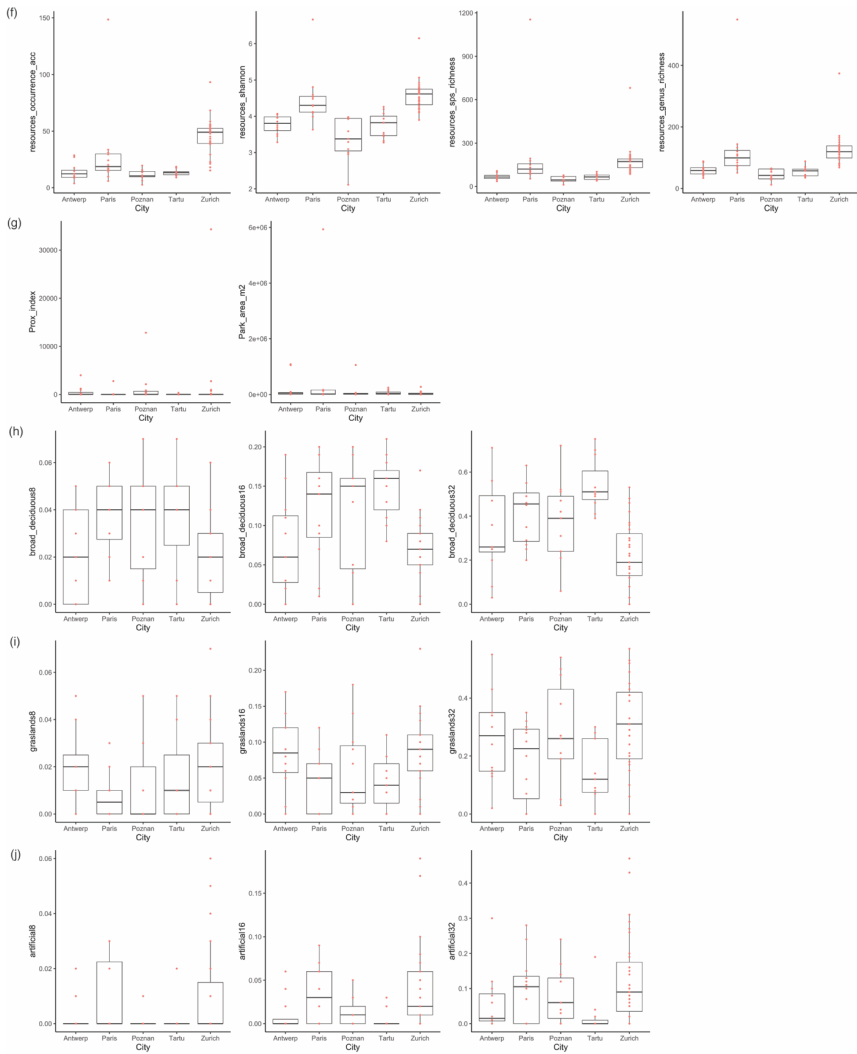 (f)
resources_occurrence_acc
150
100
50
0
Antwerp Paris Poznan Tartu Zurich
City
resources_shannon
6
5
4
3
2
Antwerp Paris Poznan Tartu Zurich
City
resources_sps_richness
1200
900
600
300
0
Antwerp Paris Poznan Tartu Zurich
City
resources_genus_richness
400
200
0
Antwerp Paris Poznan Tartu Zurich
City
(g)
Prox_index
30000
20000
10000
0
Antwerp Paris Poznan Tartu Zurich
City
Park_area_m2
6e+06
4e+06
2e+06
0e+00
Antwerp Paris Poznan Tartu Zurich
City
(h)
broad_deciduous8
0.06
0.04
0.02
0.00
Antwerp Paris Poznan Tartu Zurich
City
broad_deciduous16
0.20
0.15
0.10
0.05
0.00
Antwerp Paris Poznan Tartu Zurich
City
broad_deciduous32
0.6
0.4
0.2
0.0
Antwerp Paris Poznan Tartu Zurich
City
(i)
graslands8
0.06
0.04
0.02
0.00
Antwerp Paris Poznan Tartu Zurich
City
graslands16
0.20
0.15
0.10
0.05
0.00
Antwerp Paris Poznan Tartu Zurich
City
graslands32
0.4
0.2
0.0
Antwerp Paris Poznan Tartu Zurich
City
(j)
artificial8
0.06
0.04
0.02
0.00
Antwerp Paris Poznan Tartu Zurich
City
artificial16
0.15
0.10
0.05
0.00
Antwerp Paris Poznan Tartu Zurich
City
artificial32
0.4
0.3
0.2
0.1
0.0
Antwerp Paris Poznan Tartu Zurich
City